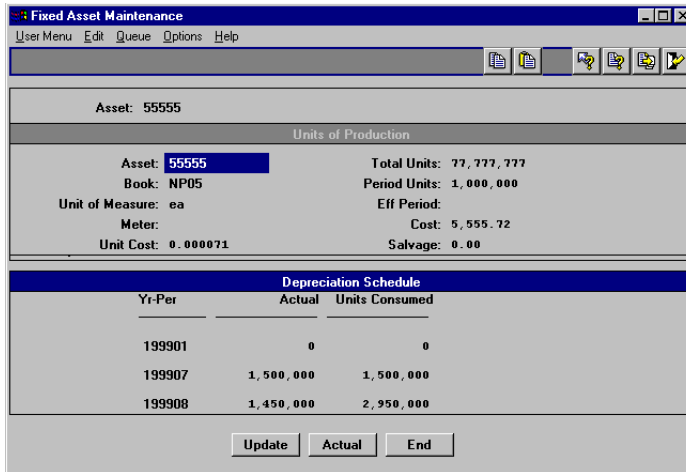 Fixed Asset Maintenance
User Menu Edit Queue Options Help
Asset: 55555
Units of Production
Asset: 55555 Total Units: 77,777,777
Book: NP05 Period Units: 1,000,000
Unit of Measure: ea Eff Period:
Meter: Cost: 5,555.72
Unit Cost: 0.000071 Salvage: 0.00
Depreciation Schedule
Yr-Per Actual Units Consumed
199901 0 0
199907 1,500,000 1,500,000
199908 1,450,000 2,950,000
Update Actual End